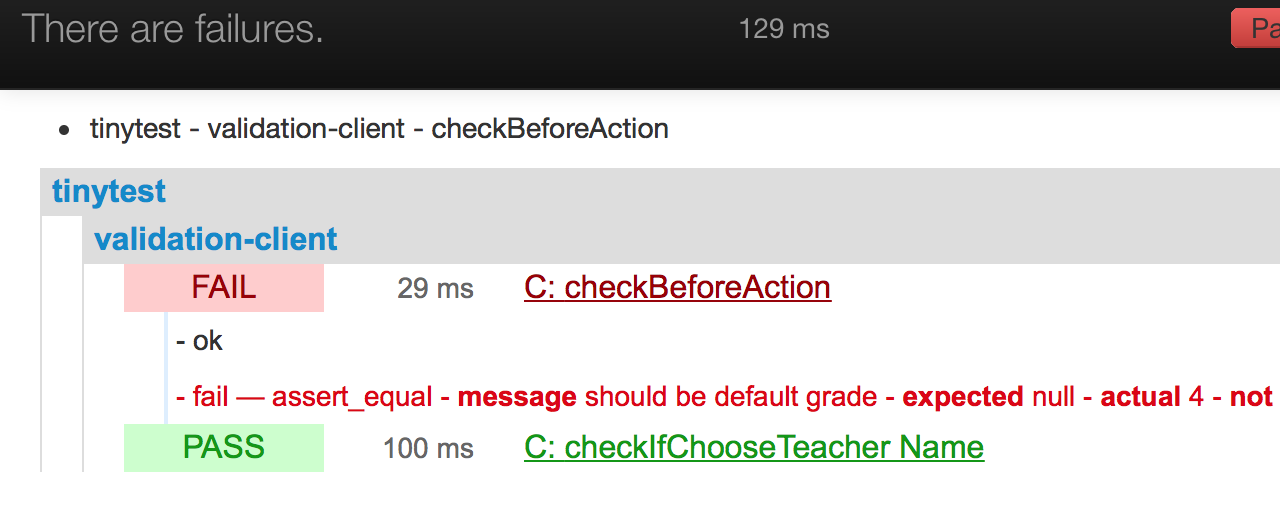 There are failures. 129 ms Pa
• tinytest - validation-client - checkBeforeAction
tinytest
validation-client
FAIL 29 ms C: checkBeforeAction
- ok
- fail — assert_equal - message should be default grade - expected null - actual 4 - not
PASS 100 ms C: checkIfChooseTeacher Name